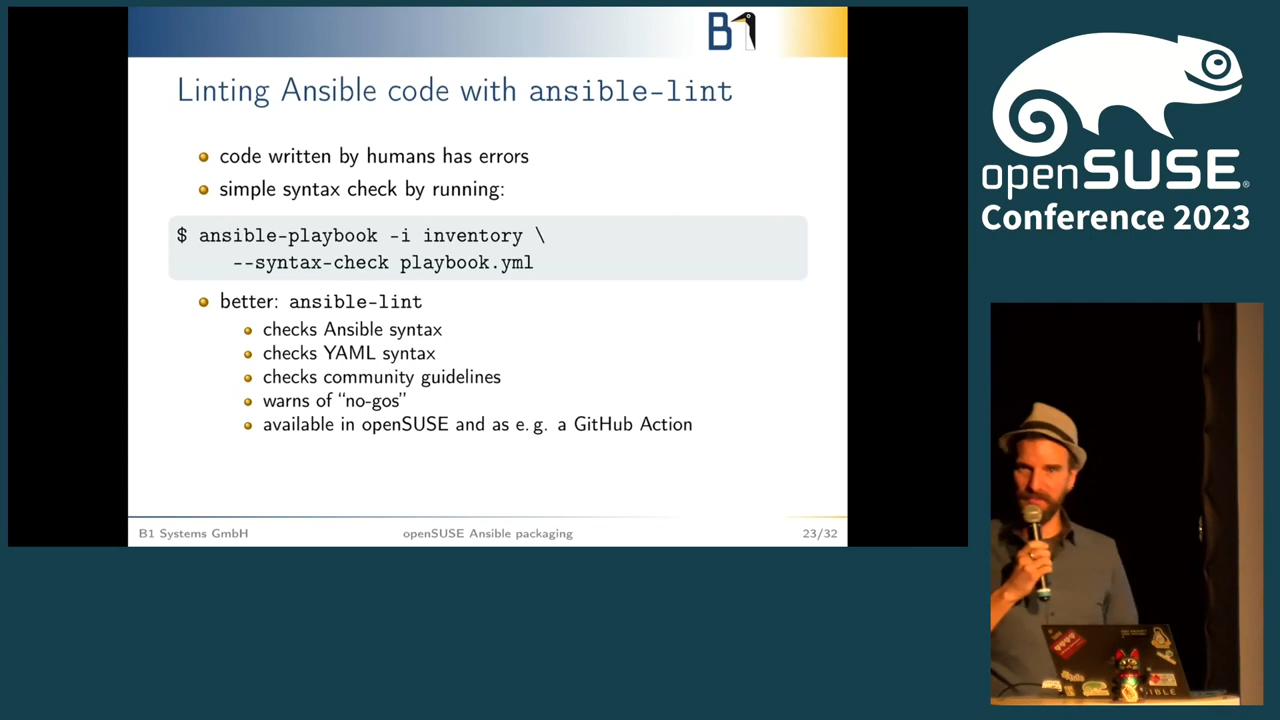 B1
Linting Ansible code with ansible-lint
code written by humans has errors
simple syntax check by running:
$ ansible-playbook -i inventory \
--syntax-check playbook.yml
better: ansible-lint
checks Ansible syntax
checks YAML syntax
checks community guidelines
warns of “no-gos”
available in openSUSE and as e. g. a GitHub Action
B1 Systems GmbH
openSUSE Ansible packaging
23/32
openSUSE®
Conference 2023